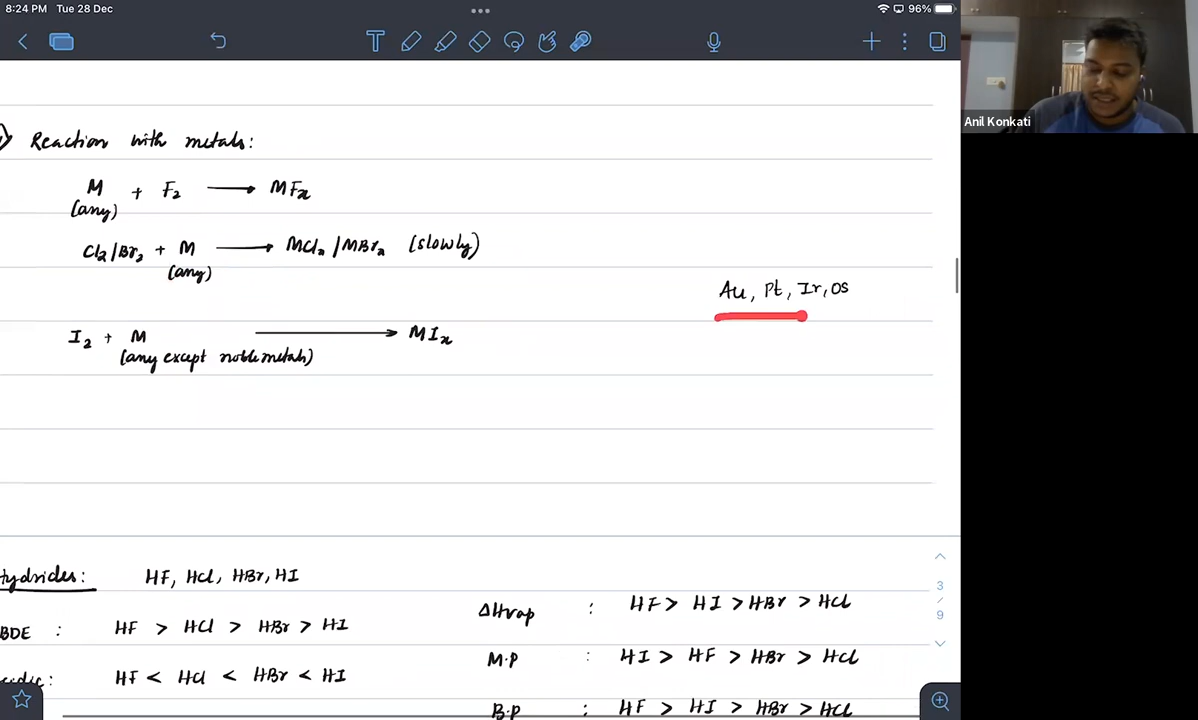 8:24 PM Tue 28 Dec
96%
Anil Konkati
Reaction with metals:
M + F2 → MFx
(any)
Cl2/Br2 + M → MClx/MBrx (slowly)
(any)
Au, Pt, Ir, Os
I2 + M → MIx
(any except noble metals)
Hydrides: HF, HCl, HBr, HI
BDE : HF > HCl > HBr > HI
HF < HCl < HBr < HI
ΔHvap : HF > HI > HBr > HCl
M.P : HI > HF > HBr > HCl
B.P : HF > HI > HBr > HCl
3
/
9